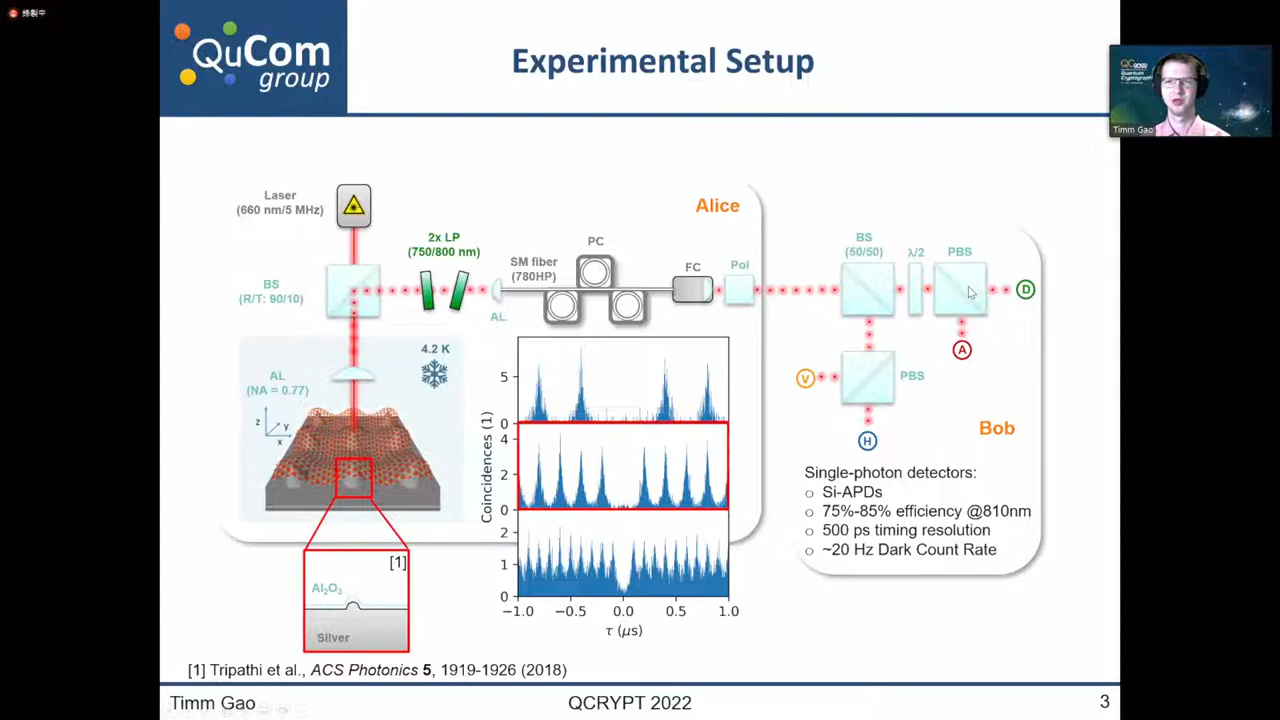 錄製中
QuCom
group
Experimental Setup
Timm Gao
Laser
(660 nm/5 MHz)
BS
(R/T: 90/10)
2x LP
(750/800 nm)
AL
SM fiber
(780HP)
PC
FC
Pol
Alice
AL
(NA = 0.77)
4.2 K
z
y
x
[1]
Al₂O₃
Silver
Coincidences (1)
5
0
4
2
0
2
1
0
−1.0 −0.5 0.0 0.5 1.0
τ (μs)
BS
(50/50)
λ/2
PBS
D
A
V
PBS
H
Bob
Single-photon detectors:
o Si-APDs
o 75%-85% efficiency @810nm
o 500 ps timing resolution
o ~20 Hz Dark Count Rate
[1] Tripathi et al., ACS Photonics 5, 1919-1926 (2018)
Timm Gao QCRYPT 2022 3